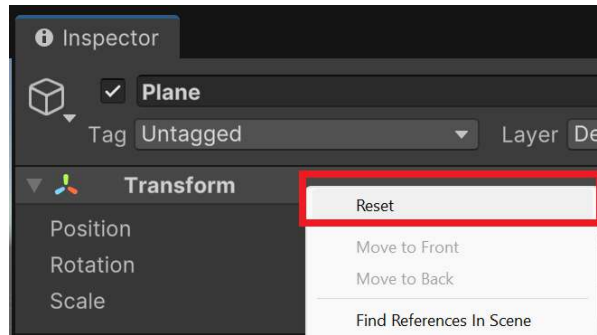 Inspector
Plane
Tag Untagged Layer De
Transform
Reset
Position
Move to Front
Rotation
Move to Back
Scale
Find References In Scene